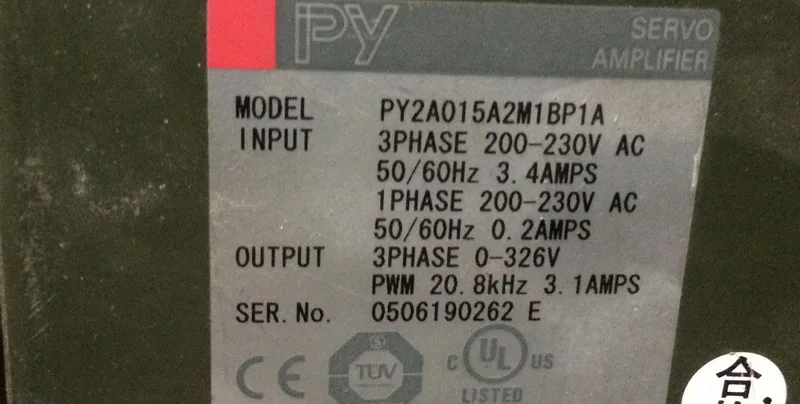 PY
SERVO
AMPLIFIER
MODEL PY2A015A2M1BP1A
INPUT 3PHASE 200-230V AC
50/60Hz 3.4AMPS
1PHASE 200-230V AC
50/60Hz 0.2AMPS
OUTPUT 3PHASE 0-326V
PWM 20.8kHz 3.1AMPS
SER.No. 0506190262 E
CE TÜV C UL US
LISTED